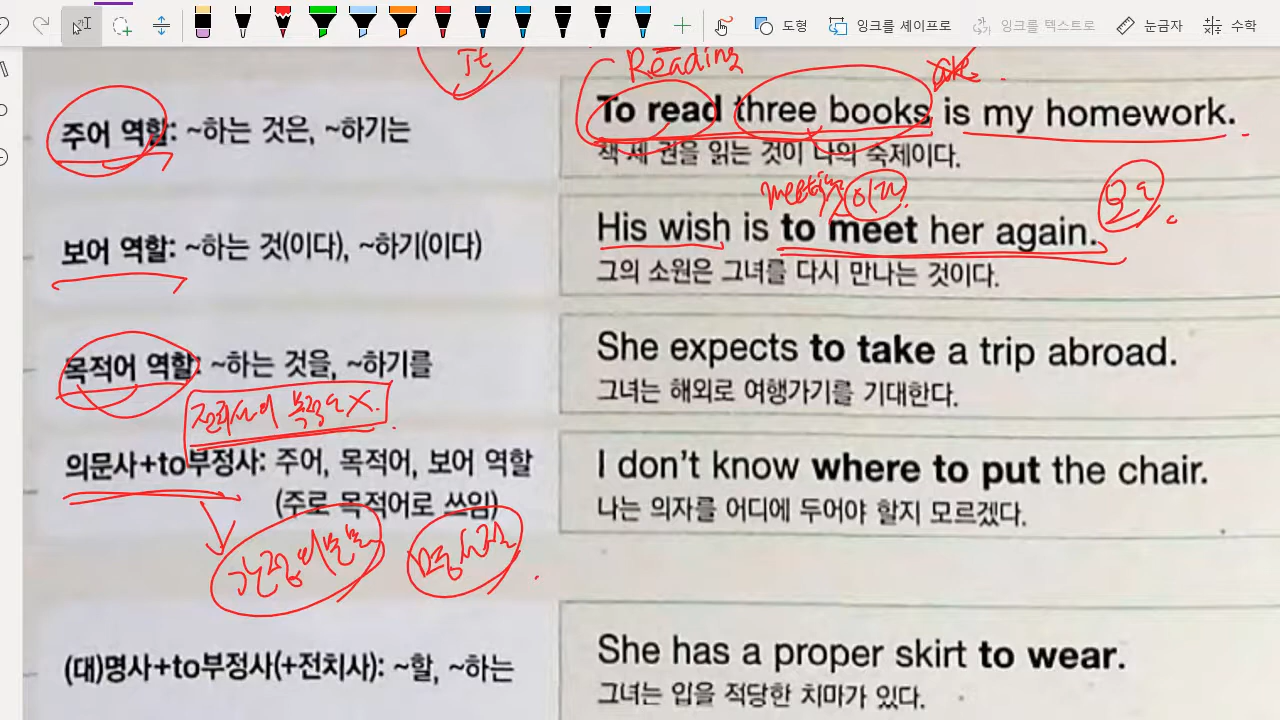 도형
잉크를 셰이프로
잉크를 텍스트로
눈금자
수학
It
Reading
주어 역할: ~하는 것은, ~하기는
To read three books is my homework.
책 세 권을 읽는 것이 나의 숙제이다.
meeting 이다.
보어 역할: ~하는 것(이다), ~하기(이다)
His wish is to meet her again.
그의 소원은 그녀를 다시 만나는 것이다.
목적어 역할: ~하는 것을, ~하기를
She expects to take a trip abroad.
그녀는 해외로 여행가기를 기대한다.
전치사의 목적어 X.
의문사+to부정사: 주어, 목적어, 보어 역할
(주로 목적어로 쓰임)
I don't know where to put the chair.
나는 의자를 어디에 두어야 할지 모르겠다.
간접의문문
(대)명사+to부정사(+전치사): ~할, ~하는
She has a proper skirt to wear.
그녀는 입을 적당한 치마가 있다.